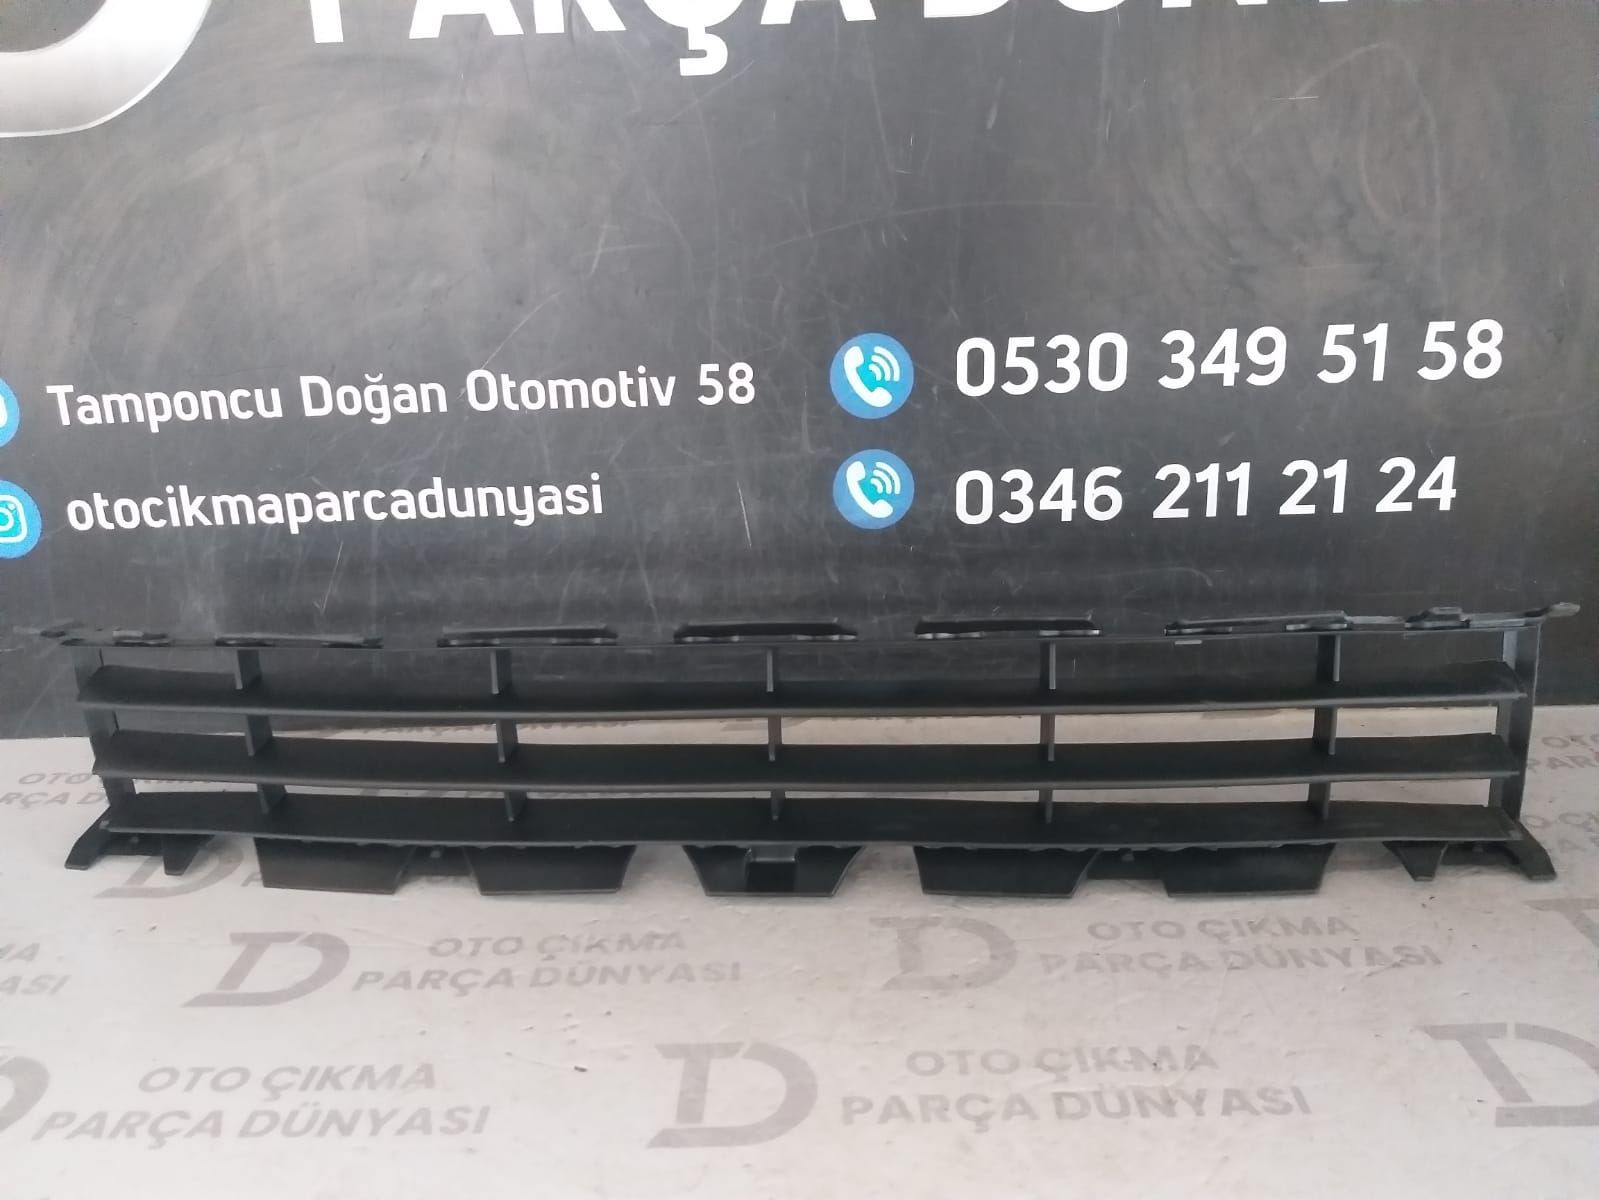 PARÇA DÜNYA
Tamponcu Doğan Otomotiv 58
0530 349 51 58
otocikmaparcadunyasi
0346 211 21 24
OTO ÇIKMA
PARÇA DÜNYASI
OTO ÇIKMA
PARÇA DÜNYASI
OTO ÇIKMA
PARÇA DÜNYASI
OTO ÇIKMA
PARÇA DÜNYASI